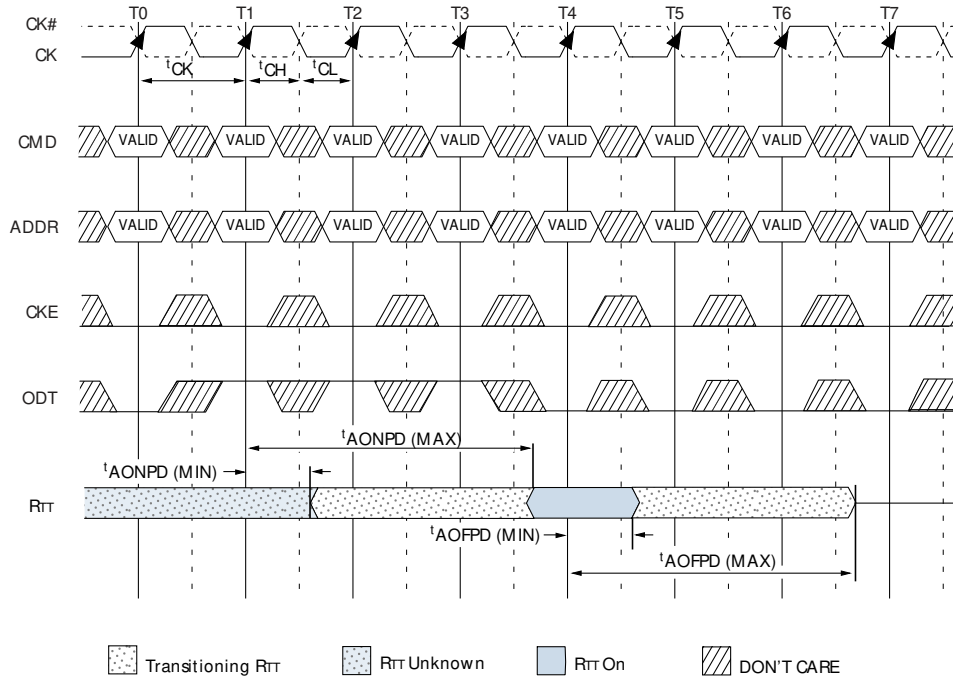 T0 T1 T2 T3 T4 T5 T6 T7
CK#
CK
tCK tCH tCL
CMD VALID VALID VALID VALID VALID VALID VALID VALID
ADDR VALID VALID VALID VALID VALID VALID VALID VALID
CKE
ODT
tAONPD (MAX)
tAONPD (MIN)
RTT
tAOFPD (MIN)
tAOFPD (MAX)
Transitioning RTT RTT Unknown RTT On DON'T CARE